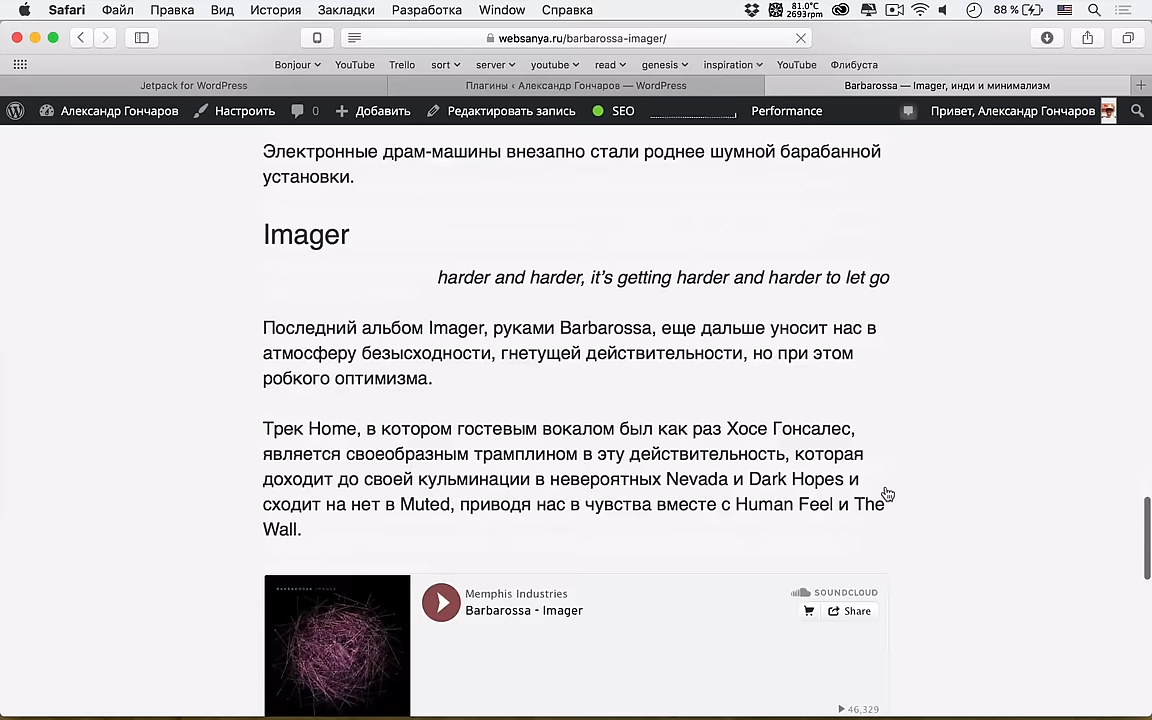 Safari Файл Правка Вид История Закладки Разработка Window Справка 81.0°C 2693rpm 88 %
websanya.ru/barbarossa-imager/
Bonjour YouTube Trello sort server youtube read genesis inspiration YouTube Флибуста
Jetpack for WordPress Плагины ‹ Александр Гончаров — WordPress Barbarossa — Imager, инди и минимализм
Александр Гончаров Настроить 0 Добавить Редактировать запись SEO Performance Привет, Александр Гончаров
Электронные драм-машины внезапно стали роднее шумной барабанной
установки.
Imager
harder and harder, it’s getting harder and harder to let go
Последний альбом Imager, руками Barbarossa, еще дальше уносит нас в
атмосферу безысходности, гнетущей действительности, но при этом
робкого оптимизма.
Трек Home, в котором гостевым вокалом был как раз Хосе Гонсалес,
является своеобразным трамплином в эту действительность, которая
доходит до своей кульминации в невероятных Nevada и Dark Hopes и
сходит на нет в Muted, приводя нас в чувства вместе с Human Feel и The
Wall.
Memphis Industries
Barbarossa - Imager
SOUNDCLOUD
Share
46,329